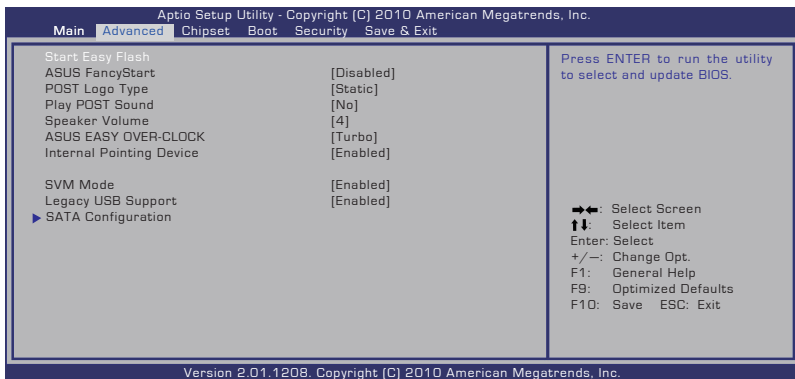 Aptio Setup Utility - Copyright (C) 2010 American Megatrends, Inc.
Main Advanced Chipset Boot Security Save & Exit
Start Easy Flash
ASUS FancyStart [Disabled]
POST Logo Type [Static]
Play POST Sound [No]
Speaker Volume [4]
ASUS EASY OVER-CLOCK [Turbo]
Internal Pointing Device [Enabled]
SVM Mode [Enabled]
Legacy USB Support [Enabled]
SATA Configuration
Press ENTER to run the utility
to select and update BIOS.
→←: Select Screen
↑↓: Select Item
Enter: Select
+/—: Change Opt.
F1: General Help
F9: Optimized Defaults
F10: Save ESC: Exit
Version 2.01.1208. Copyright (C) 2010 American Megatrends, Inc.